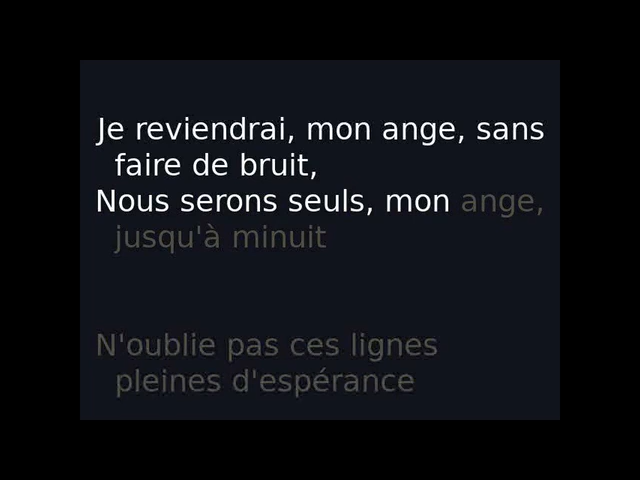 Je reviendrai, mon ange, sans
faire de bruit,
Nous serons seuls, mon ange,
jusqu'à minuit
N'oublie pas ces lignes
pleines d'espérance